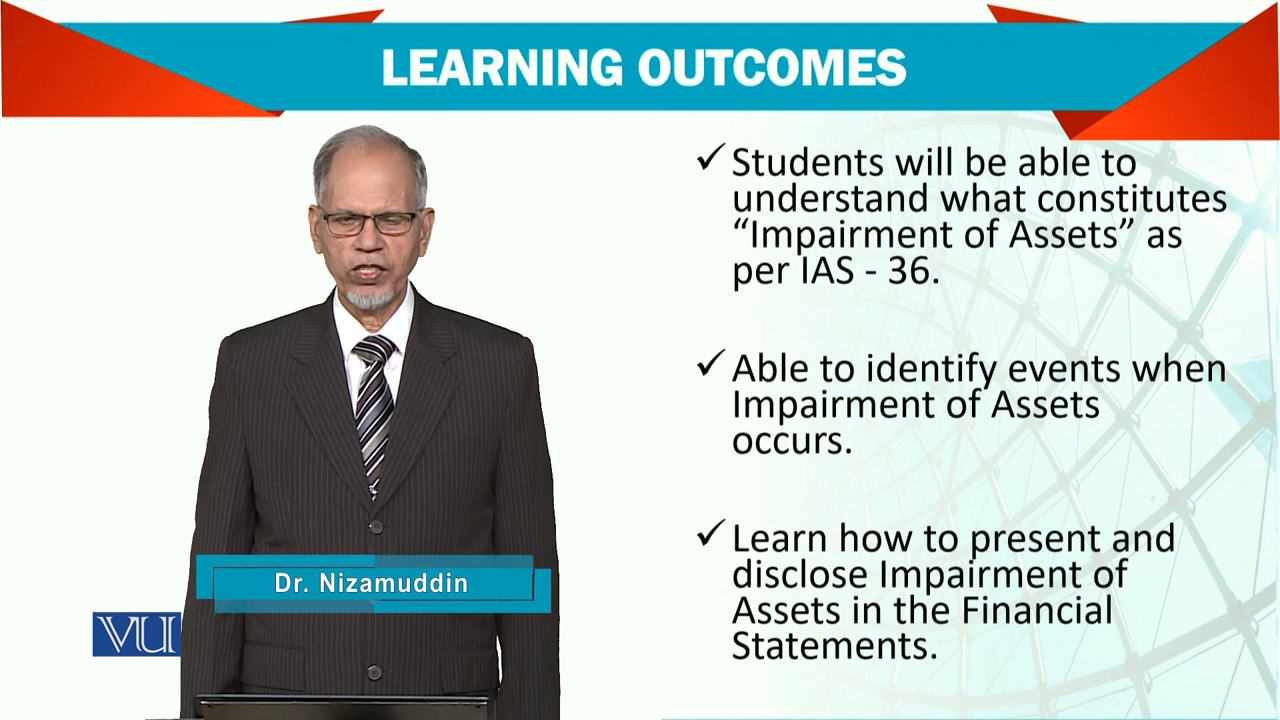 LEARNING OUTCOMES
✓ Students will be able to
understand what constitutes
“Impairment of Assets” as
per IAS - 36.
✓ Able to identify events when
Impairment of Assets
occurs.
✓ Learn how to present and
disclose Impairment of
Assets in the Financial
Statements.
Dr. Nizamuddin
VU